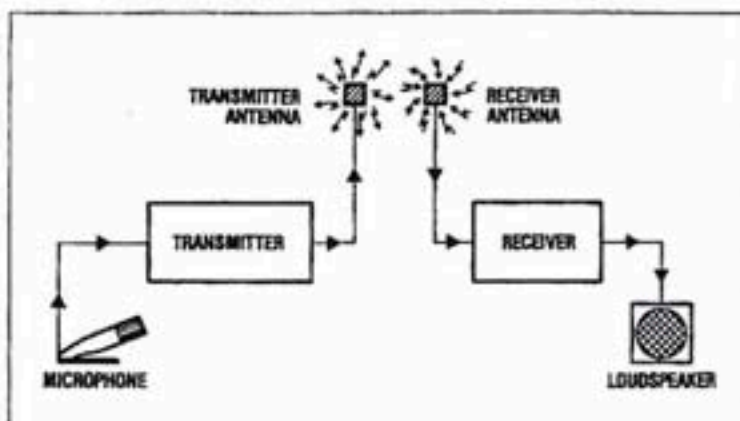 TRANSMITTER
ANTENNA
RECEIVER
ANTENNA
TRANSMITTER
RECEIVER
MICROPHONE
LOUDSPEAKER